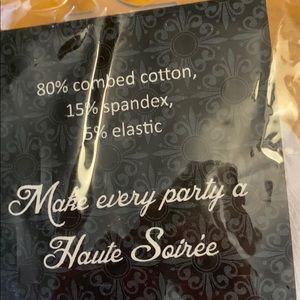 80% combed cotton,
15% spandex,
5% elastic
Make every party a
Haute Soirée